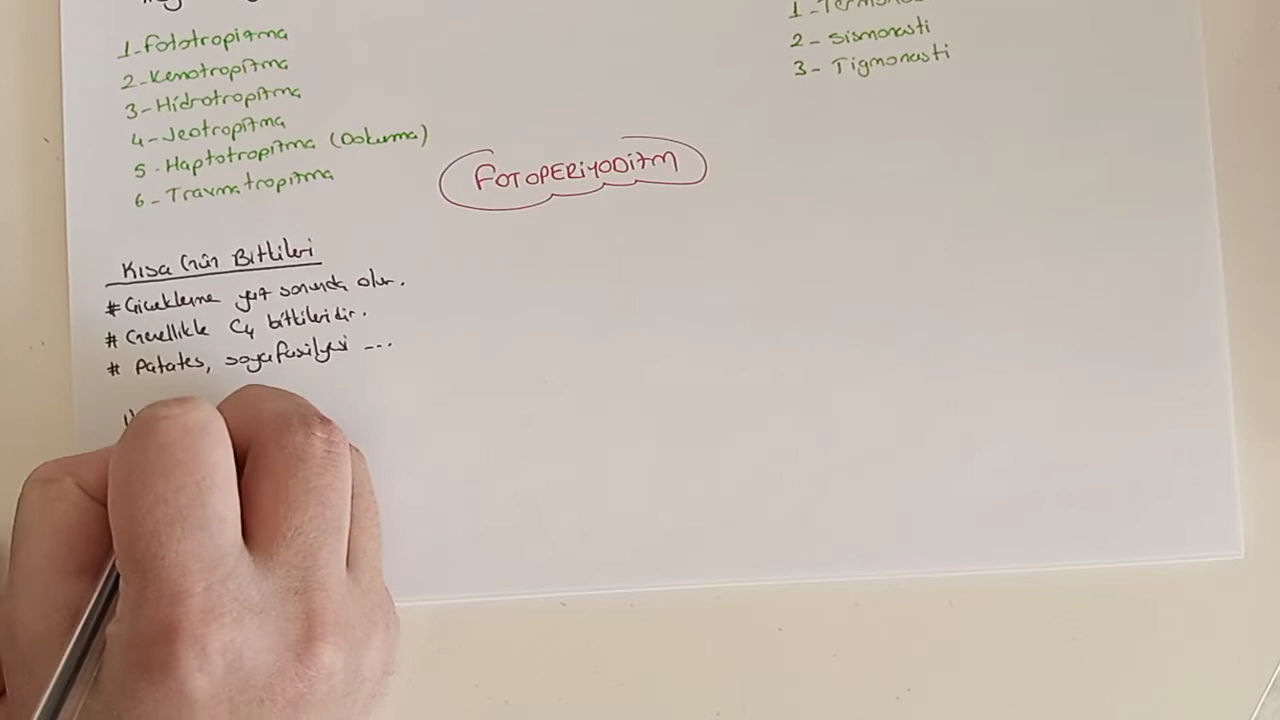 1-Fototropizma
2-Kemotropizma
3-Hidrotropizma
4-Jeotropizma
5-Haptotropizma (Dokunma)
6-Travmatropizma
2- Sismonasti
3- Tigmonasti
FOTOPERİYODİZM
Kısa Gün Bitkileri
# Çiçeklenme yaz sonunda olur.
# Genellikle C4 bitkileridir.
# Patates, soya fasülyesi ---